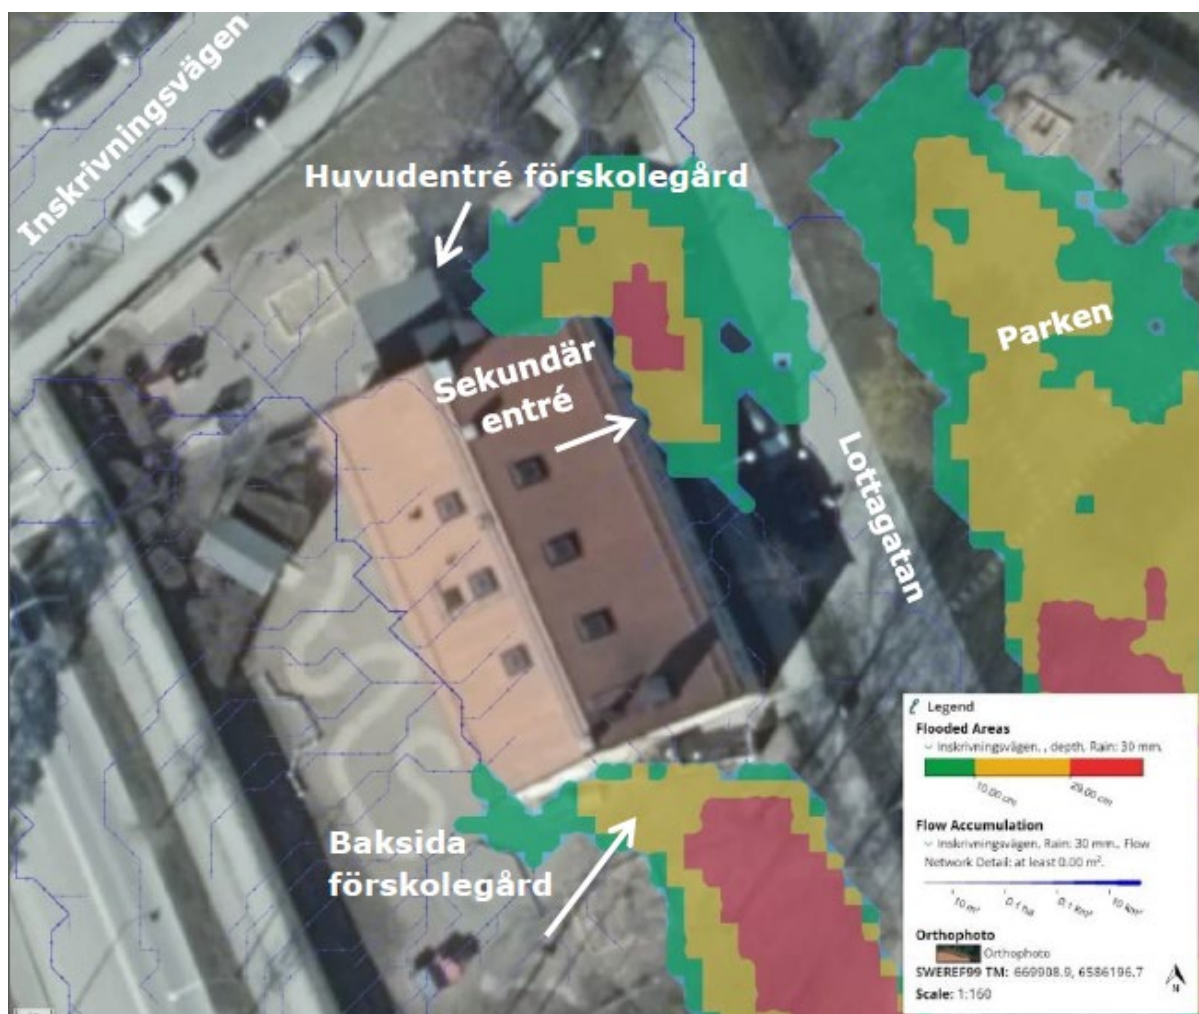 Inskrivningsvägen
Huvudentré förskolegård
Sekundär
entré
Parken
Lottagatan
Baksida
förskolegård
Legend
Flooded Areas
Inskrivningsvägen, , depth, Rain: 30 mm,
10.00 cm
29.00 cm
Flow Accumulation
Inskrivningsvägen, Rain: 30 mm., Flow
Network Detail: at least 0.00 m².
10 m²
0.1 ha
0.1 km²
10 km²
Orthophoto
Orthophoto
SWEREF99 TM: 669908.9, 6586196.7
Scale: 1:160
N